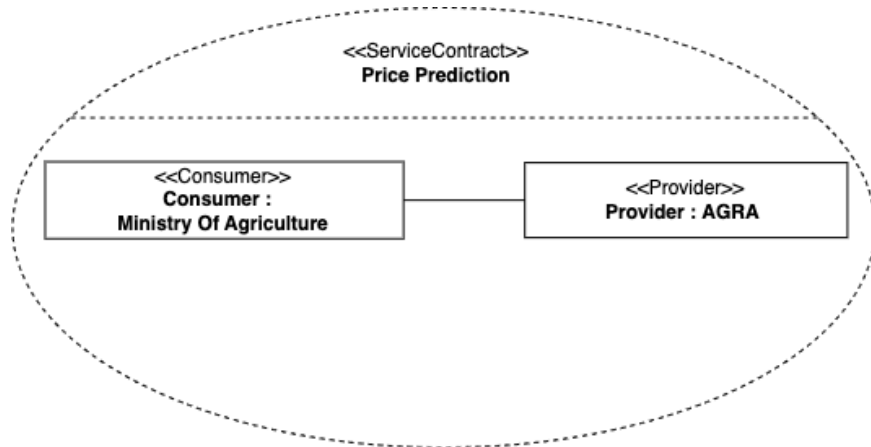 <<ServiceContract>>
Price Prediction
<<Consumer>>
Consumer :
Ministry Of Agriculture
<<Provider>>
Provider : AGRA